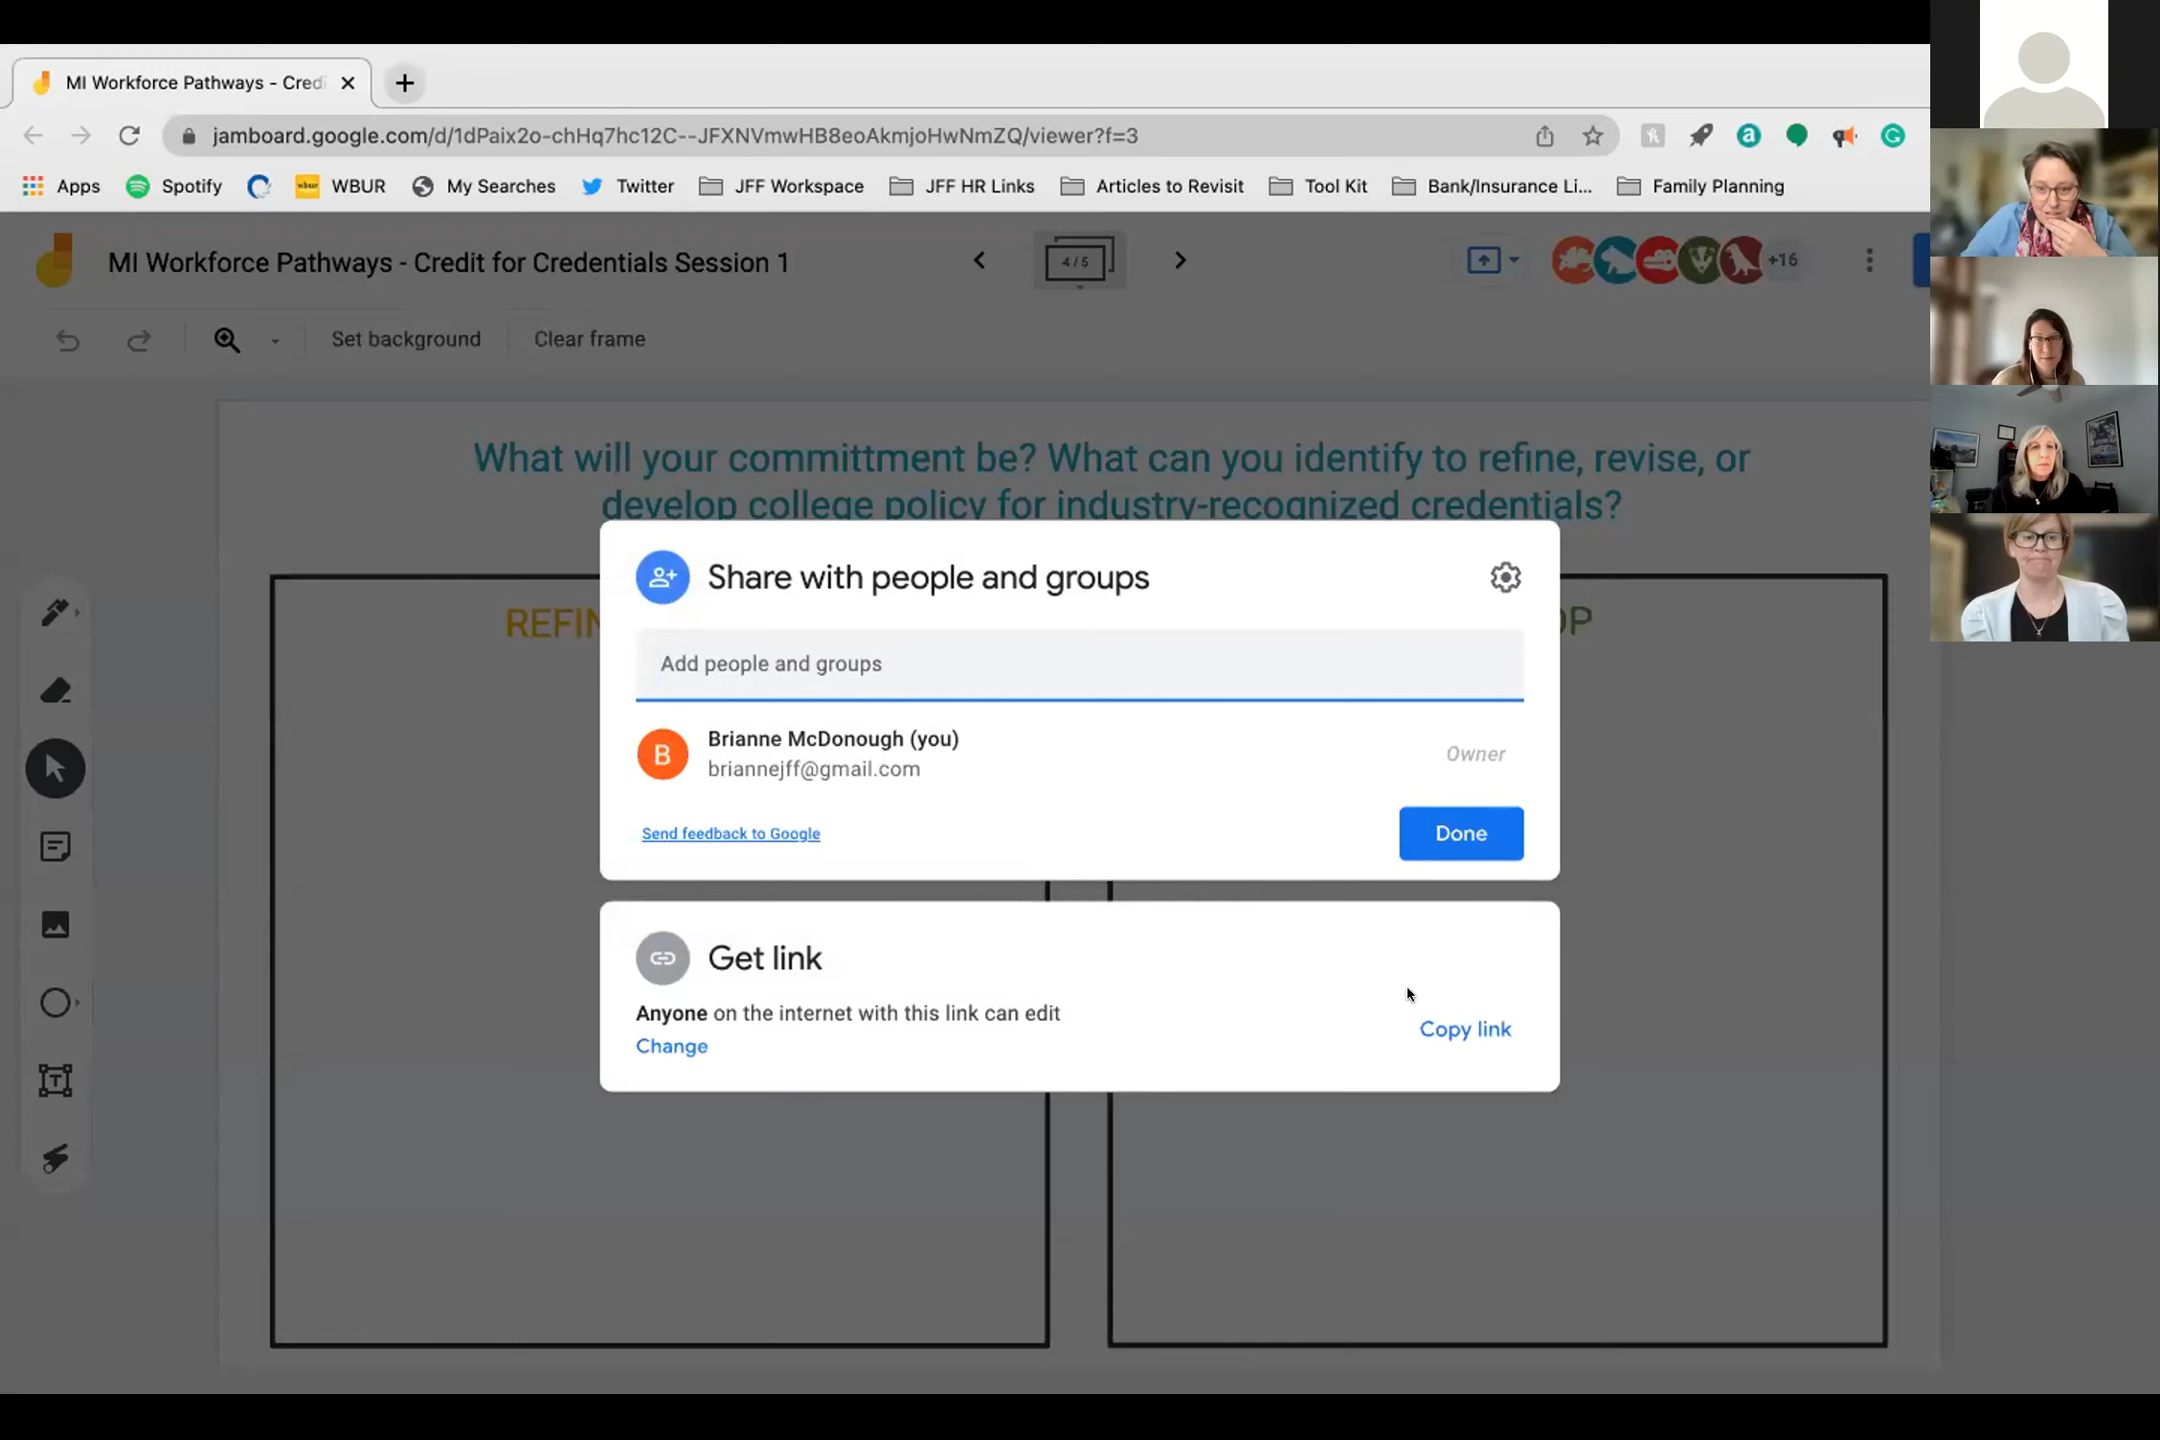 MI Workforce Pathways - Credi
jamboard.google.com/d/1dPaix2o-chHq7hc12C--JFXNVmwHB8eoAkmjoHwNmZQ/viewer?f=3
Apps Spotify WBUR My Searches Twitter JFF Workspace JFF HR Links Articles to Revisit Tool Kit Bank/Insurance Li... Family Planning
MI Workforce Pathways - Credit for Credentials Session 1
4/5
+16
Set background Clear frame
What will your committment be? What can you identify to refine, revise, or
develop college policy for industry-recognized credentials?
REFIN
OP
Share with people and groups
Add people and groups
B
Brianne McDonough (you)
briannejff@gmail.com
Owner
Send feedback to Google
Done
Get link
Anyone on the internet with this link can edit
Copy link
Change